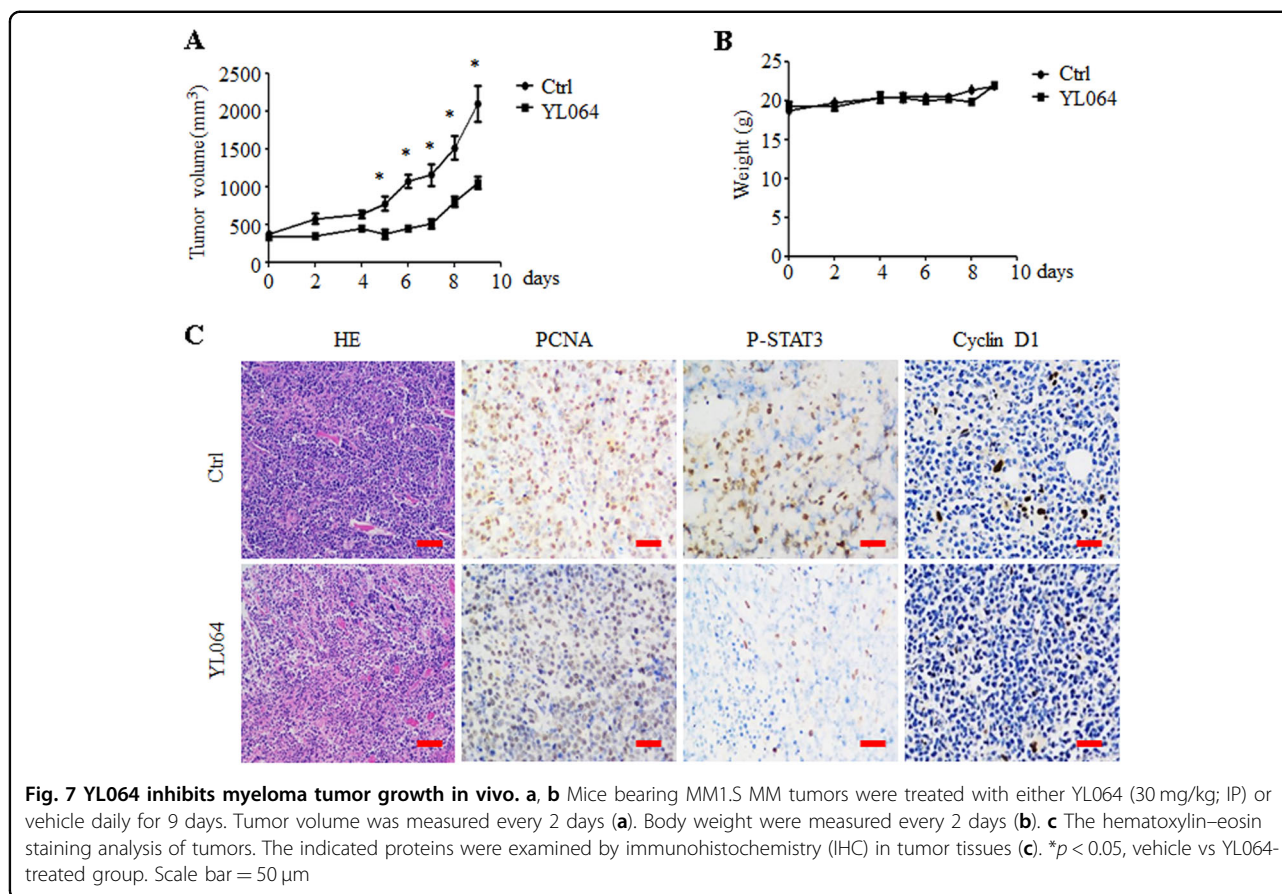 A
Tumor volume(mm³)
2500
2000
1500
1000
500
0
0 2 4 6 8 10 days
* * * * *
Ctrl
YL064
B
Weight (g)
25
20
15
10
5
0
0 2 4 6 8 10 days
Ctrl
YL064
C
HE PCNA P-STAT3 Cyclin D1
Ctrl
YL064
Fig. 7 YL064 inhibits myeloma tumor growth in vivo. a, b Mice bearing MM1.S MM tumors were treated with either YL064 (30 mg/kg; IP) or
vehicle daily for 9 days. Tumor volume was measured every 2 days (a). Body weight were measured every 2 days (b). c The hematoxylin–eosin
staining analysis of tumors. The indicated proteins were examined by immunohistochemistry (IHC) in tumor tissues (c). *p < 0.05, vehicle vs YL064-
treated group. Scale bar = 50 µm